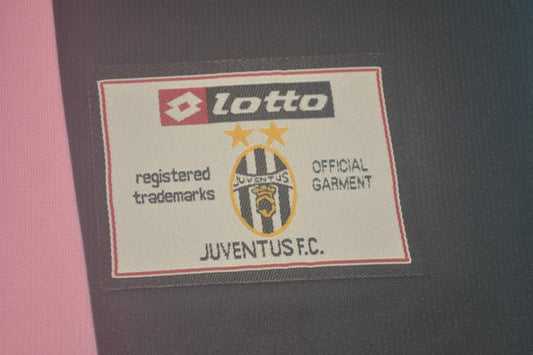 lotto
registered
trademarks
JUVENTUS
OFFICIAL
GARMENT
JUVENTUS F.C.